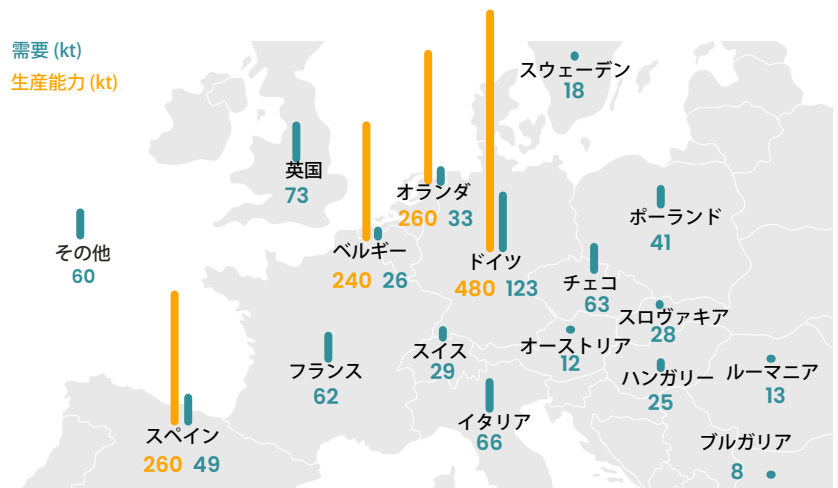 需要 (kt)
生産能力 (kt)
スウェーデン
18
英国
73
オランダ
260 33
ポーランド
41
その他
60
ベルギー
240 26
ドイツ
480 123
チェコ
63
スロヴァキア
28
フランス
62
スイス
29
オーストリア
12
ハンガリー
25
ルーマニア
13
スペイン
260 49
イタリア
66
ブルガリア
8